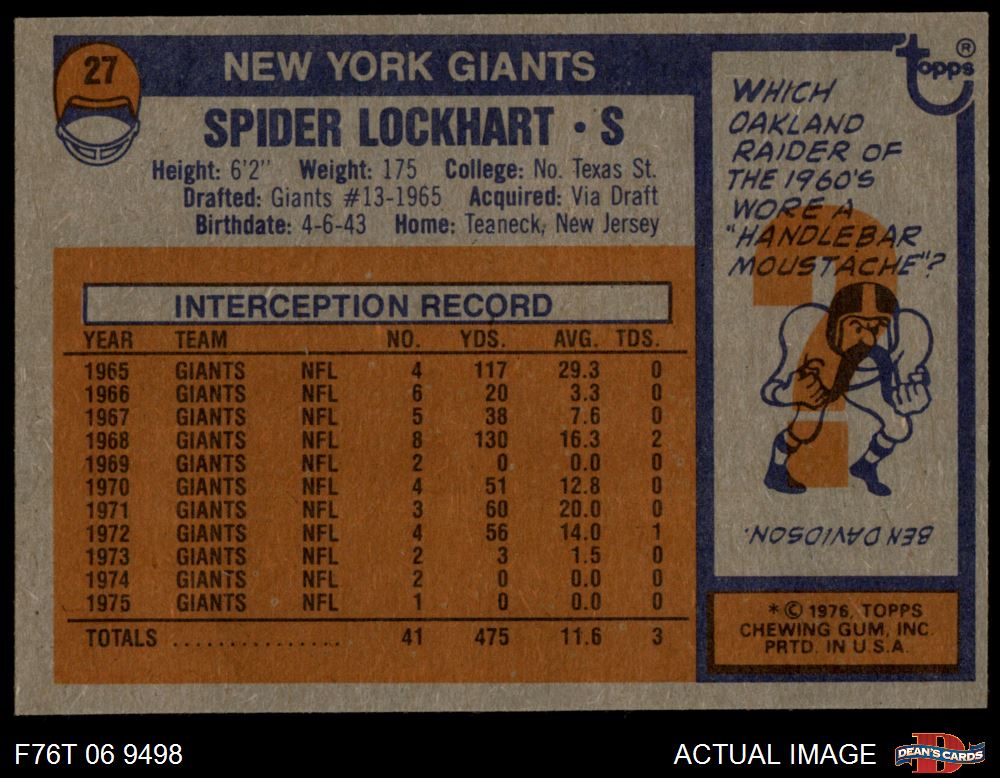 27
NEW YORK GIANTS
SPIDER LOCKHART • S
Height: 6'2" Weight: 175 College: No. Texas St.
Drafted: Giants #13-1965 Acquired: Via Draft
Birthdate: 4-6-43 Home: Teaneck, New Jersey
INTERCEPTION RECORD
YEAR TEAM NO. YDS. AVG. TDS.
1965 GIANTS NFL 4 117 29.3 0
1966 GIANTS NFL 6 20 3.3 0
1967 GIANTS NFL 5 38 7.6 0
1968 GIANTS NFL 8 130 16.3 2
1969 GIANTS NFL 2 0 0.0 0
1970 GIANTS NFL 4 51 12.8 0
1971 GIANTS NFL 3 60 20.0 0
1972 GIANTS NFL 4 56 14.0 1
1973 GIANTS NFL 2 3 1.5 0
1974 GIANTS NFL 2 0 0.0 0
1975 GIANTS NFL 1 0 0.0 0
TOTALS ................ 41 475 11.6 3
topps ®
WHICH
OAKLAND
RAIDER OF
THE 1960'S
WORE A
"HANDLEBAR
MOUSTACHE"?
?
BEN DAVIDSON.
* © 1976, TOPPS
CHEWING GUM, INC.
PRTD. IN U.S.A.
F76T 06 9498
ACTUAL IMAGE
D
DEAN'S CARDS